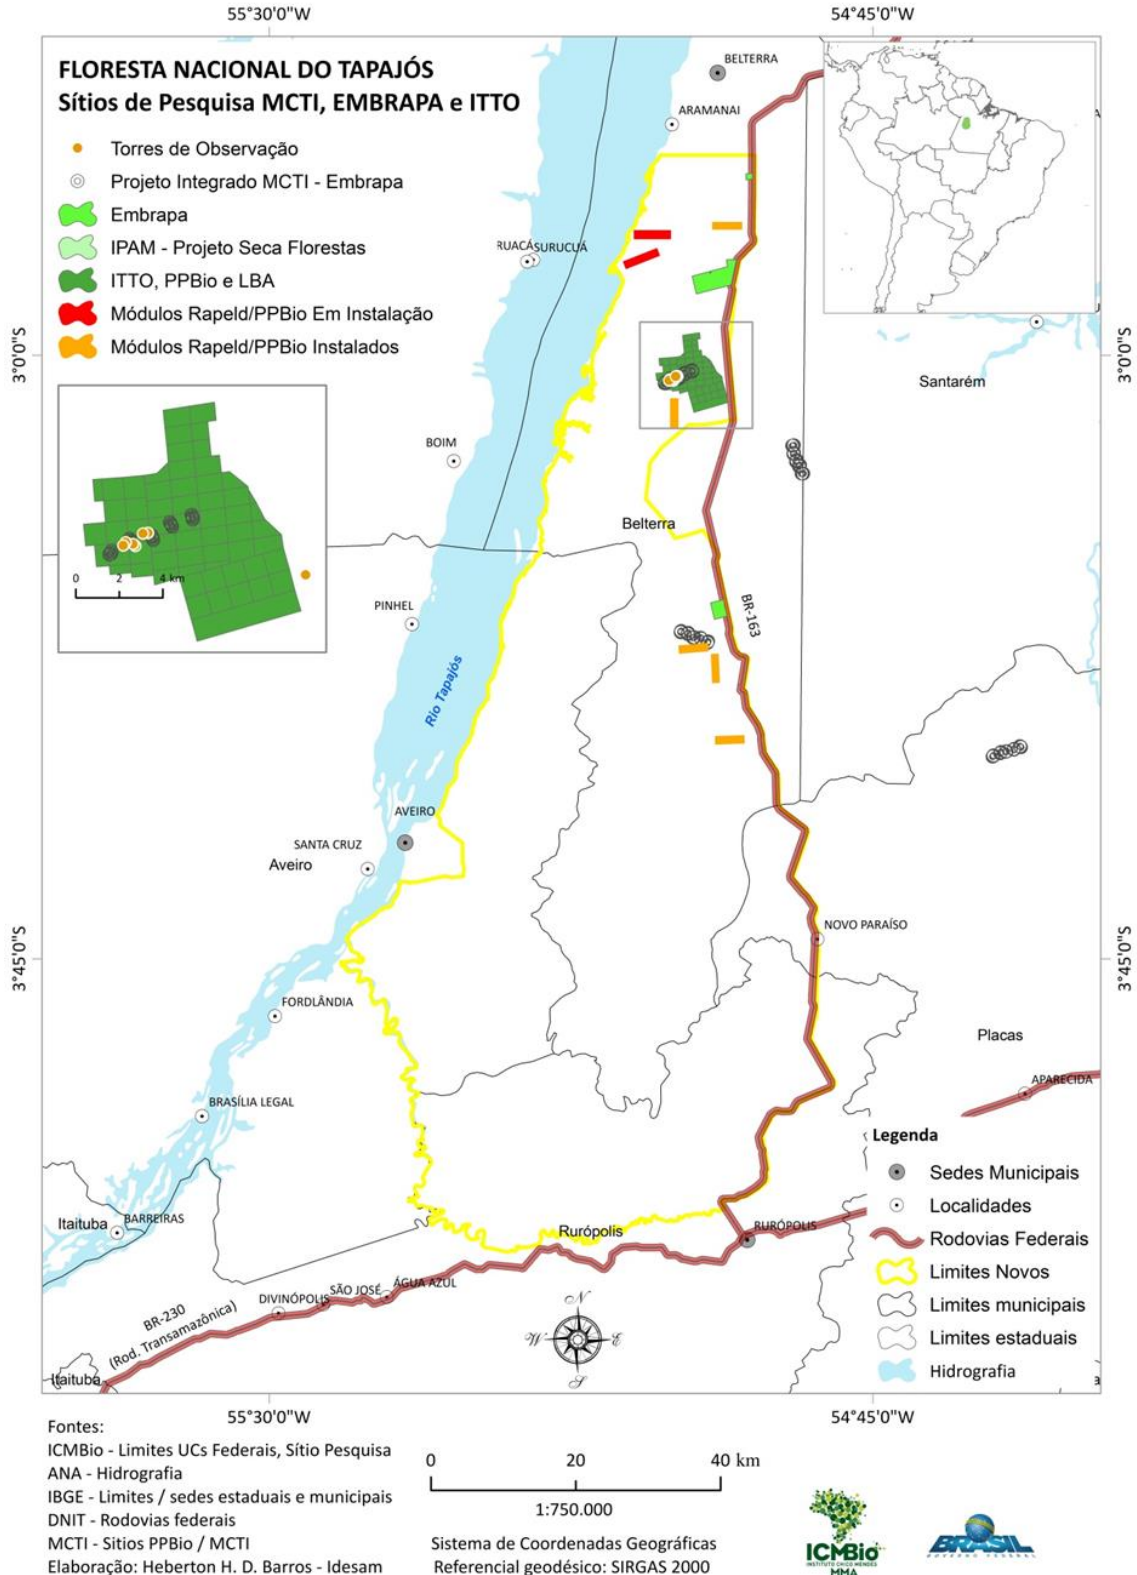 55°30'0"W
54°45'0"W
FLORESTA NACIONAL DO TAPAJÓS
Sítios de Pesquisa MCTI, EMBRAPA e ITTO
Torres de Observação
Projeto Integrado MCTI - Embrapa
Embrapa
IPAM - Projeto Seca Florestas
ITTO, PPBio e LBA
Módulos Rapeld/PPBio Em Instalação
Módulos Rapeld/PPBio Instalados
BELTERRA
ARAMANAI
RUACÁ
SURUCUÁ
3°0'0"S
3°0'0"S
Santarém
BOIM
Belterra
0 2 4 km
PINHEL
BR-163
Rio Tapajós
AVEIRO
SANTA CRUZ
Aveiro
NOVO PARAÍSO
3°45'0"S
3°45'0"S
FORDLÂNDIA
Placas
APARECIDA
BRASÍLIA LEGAL
Legenda
Sedes Municipais
Localidades
Rodovias Federais
Limites Novos
Limites municipais
Limites estaduais
Hidrografia
Itaituba
BARREIRAS
Rurópolis
RURÓPOLIS
ÁGUA AZUL
SÃO JOSÉ
DIVINÓPOLIS
BR-230
(Rod. Transamazônica)
N
W E
S
Itaituba
55°30'0"W
54°45'0"W
Fontes:
ICMBio - Limites UCs Federais, Sítio Pesquisa
ANA - Hidrografia
IBGE - Limites / sedes estaduais e municipais
DNIT - Rodovias federais
MCTI - Sitios PPBio / MCTI
Elaboração: Heberton H. D. Barros - Idesam
0 20 40 km
1:750.000
Sistema de Coordenadas Geográficas
Referencial geodésico: SIRGAS 2000
ICMBio
INSTITUTO CHICO MENDES
MMA
BRASIL
GOVERNO FEDERAL